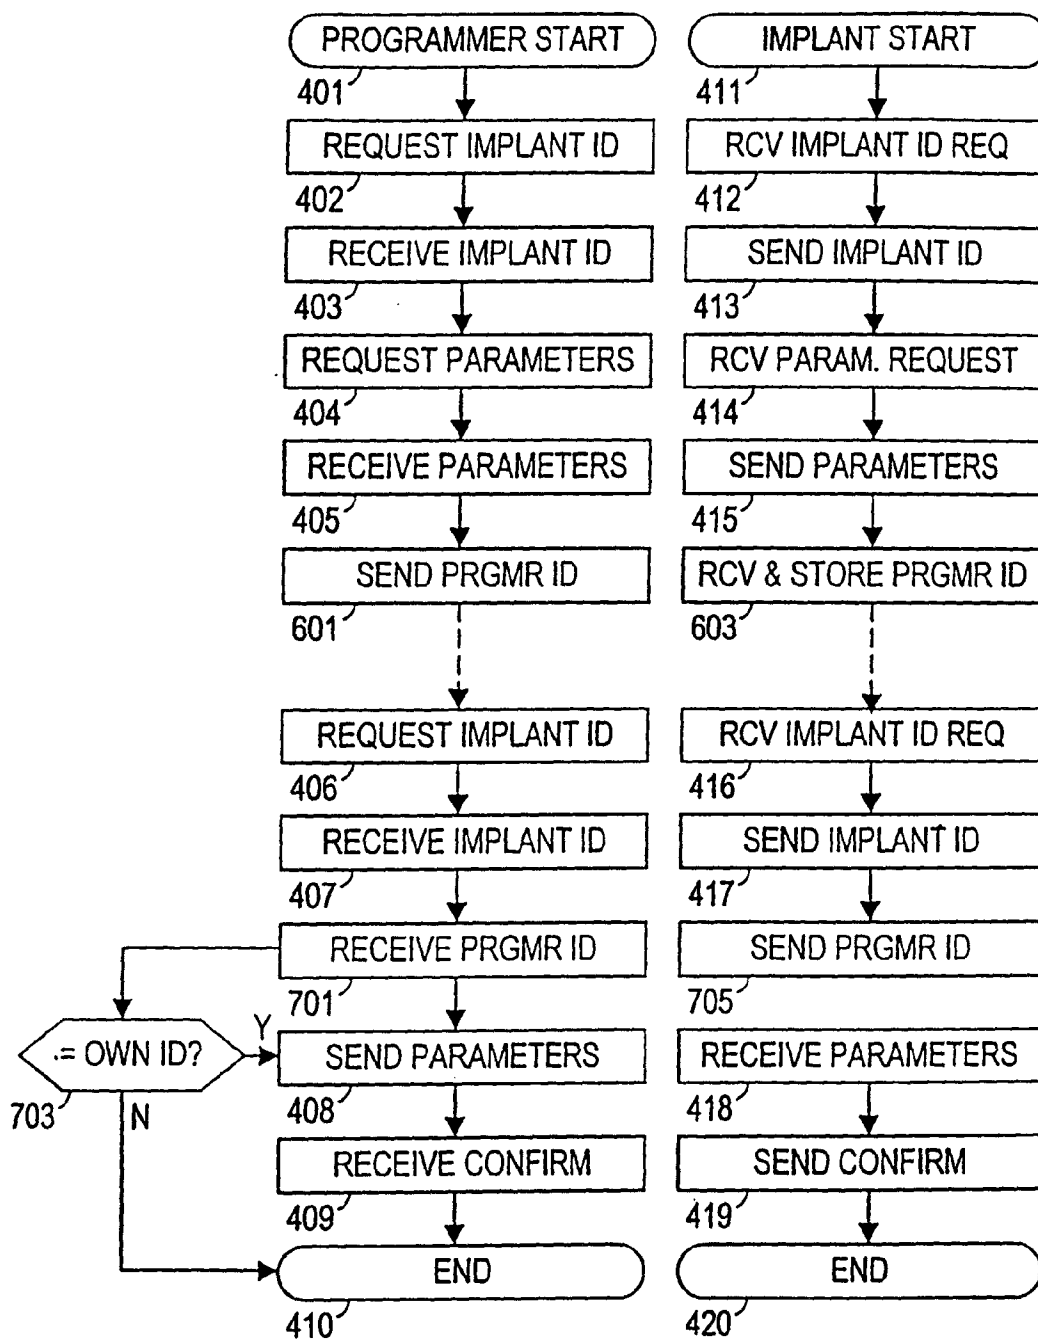 PROGRAMMER START
IMPLANT START
401
411
REQUEST IMPLANT ID
RCV IMPLANT ID REQ
402
412
RECEIVE IMPLANT ID
SEND IMPLANT ID
403
413
REQUEST PARAMETERS
RCV PARAM. REQUEST
404
414
RECEIVE PARAMETERS
SEND PARAMETERS
405
415
SEND PRGMR ID
RCV & STORE PRGMR ID
601
603
REQUEST IMPLANT ID
RCV IMPLANT ID REQ
406
416
RECEIVE IMPLANT ID
SEND IMPLANT ID
407
417
RECEIVE PRGMR ID
SEND PRGMR ID
701
705
= OWN ID?
Y
SEND PARAMETERS
RECEIVE PARAMETERS
703
N
408
418
RECEIVE CONFIRM
SEND CONFIRM
409
419
END
END
410
420